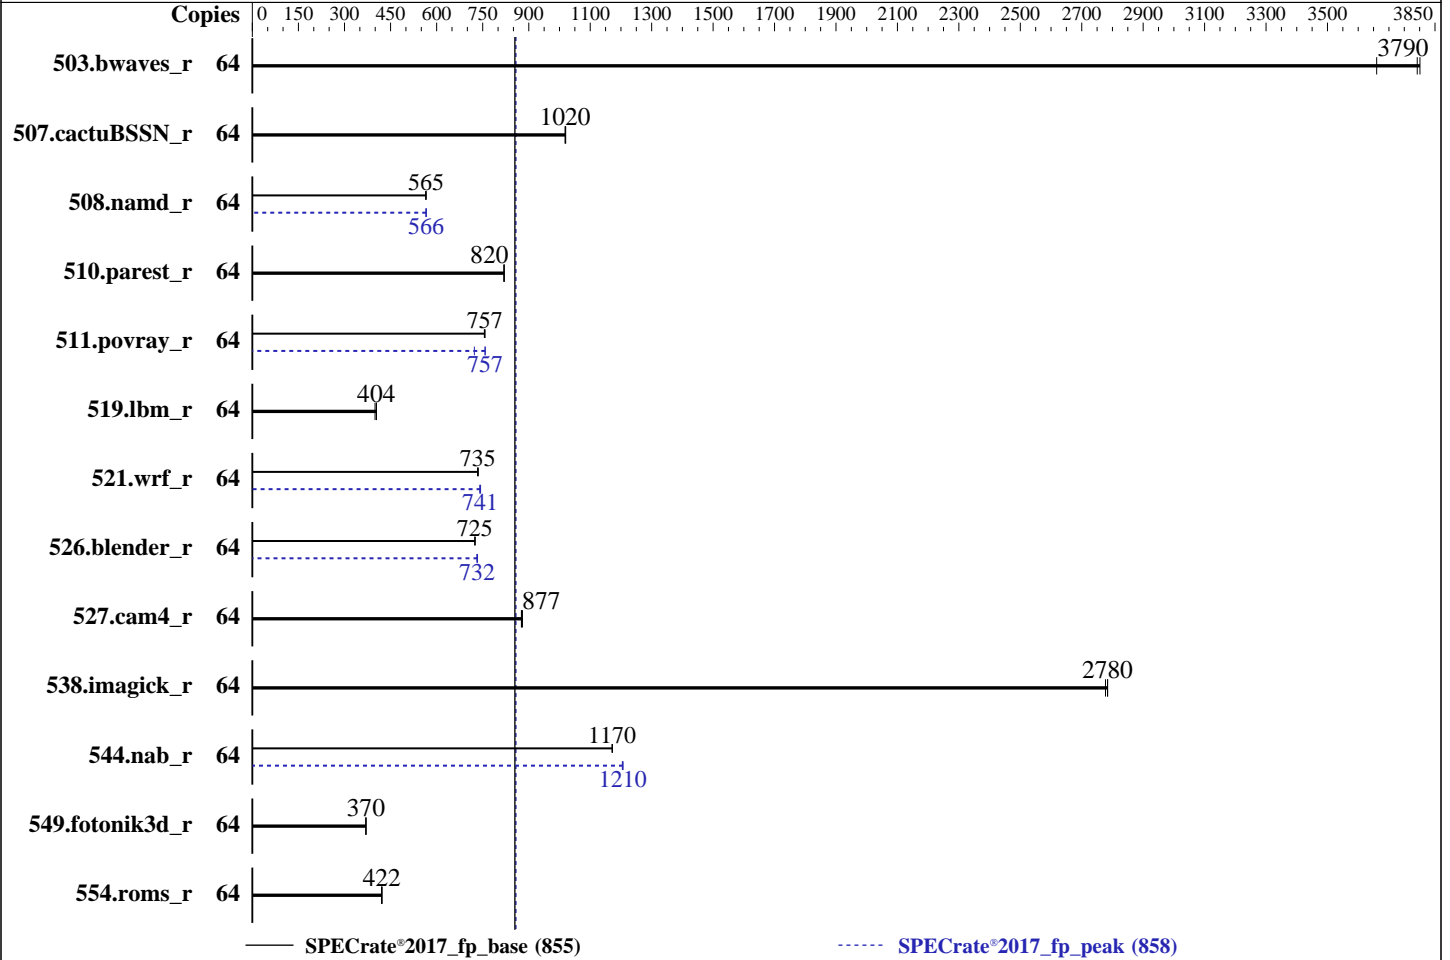 Copies 0 150 300 450 600 750 900 1100 1300 1500 1700 1900 2100 2300 2500 2700 2900 3100 3300 3500 3850
503.bwaves_r 64 3790
507.cactuBSSN_r 64 1020
508.namd_r 64 565
566
510.parest_r 64 820
511.povray_r 64 757
757
519.lbm_r 64 404
521.wrf_r 64 735
741
526.blender_r 64 725
732
527.cam4_r 64 877
538.imagick_r 64 2780
544.nab_r 64 1170
1210
549.fotonik3d_r 64 370
554.roms_r 64 422
SPECrate®2017_fp_base (855) SPECrate®2017_fp_peak (858)